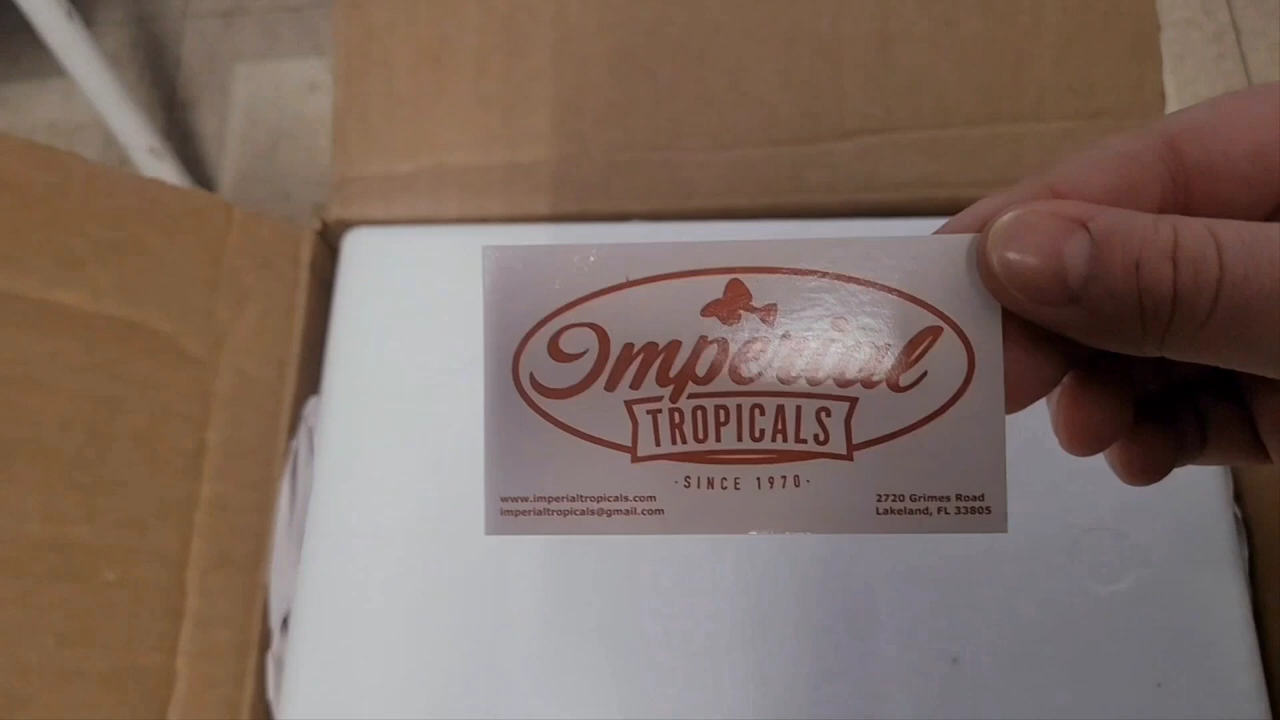 Imperial
TROPICALS
·SINCE 1970·
www.imperialtropicals.com
imperialtropicals@gmail.com
2720 Grimes Road
Lakeland, FL 33805